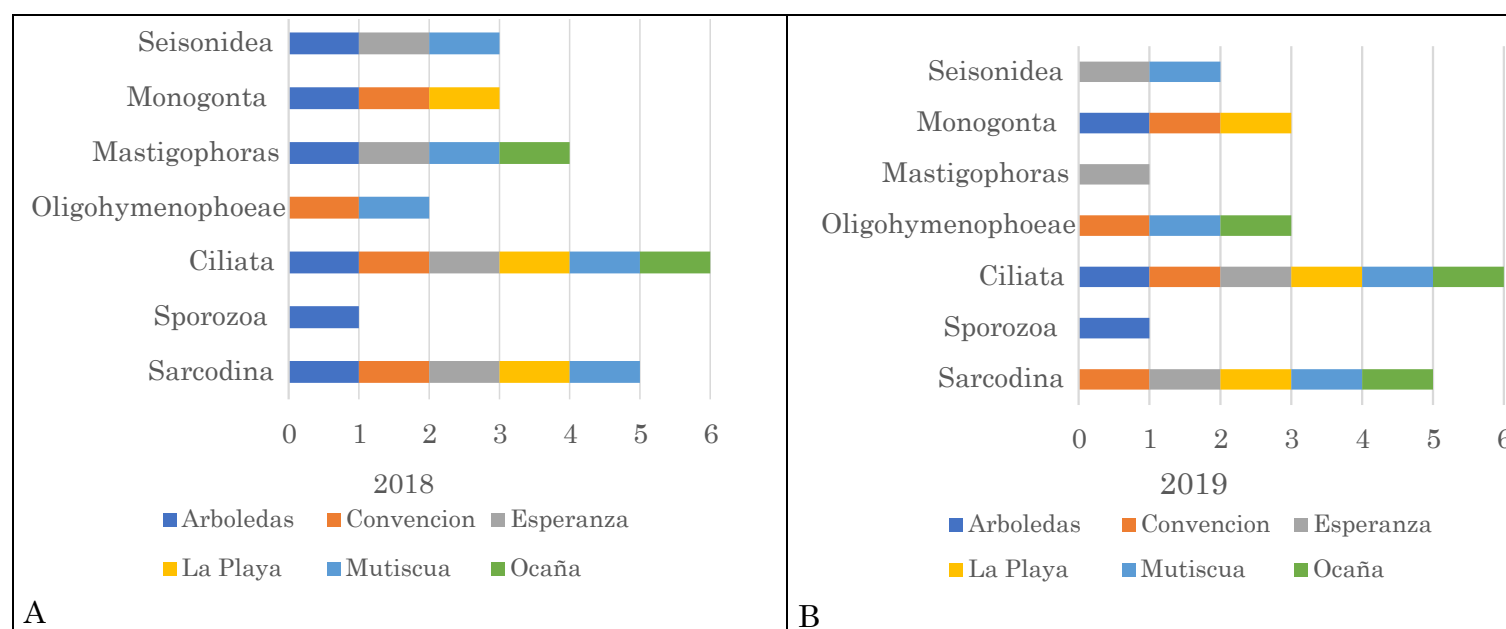 Seisonidea
Monogonta
Mastigophoras
Oligohymenophoeae
Ciliata
Sporozoa
Sarcodina
0 1 2 3 4 5 6
2018
Arboledas Convencion Esperanza
La Playa Mutiscua Ocaña
A
Seisonidea
Monogonta
Mastigophoras
Oligohymenophoeae
Ciliata
Sporozoa
Sarcodina
0 1 2 3 4 5 6
2019
Arboledas Convencion Esperanza
La Playa Mutiscua Ocaña
B